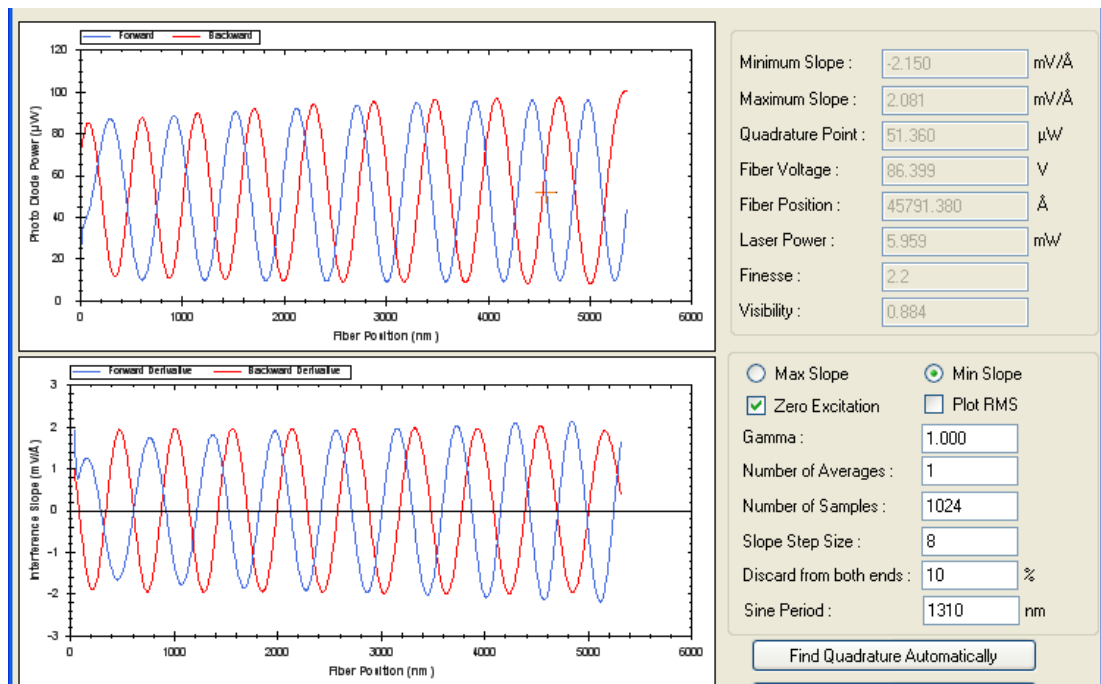 Forward Backward
120
100
80
60
40
20
0
Photo Diode Power (µW)
0 1000 2000 3000 4000 5000 6000
Fiber Position (nm)
Forward Derivative Backward Derivative
3
2
1
0
-1
-2
-3
Interference Slope (mV/Å)
0 1000 2000 3000 4000 5000 6000
Fiber Position (nm)
Minimum Slope : -2.150 mV/Å
Maximum Slope : 2.081 mV/Å
Quadrature Point : 51.360 µW
Fiber Voltage : 86.399 V
Fiber Position : 45791.380 Å
Laser Power : 5.959 mW
Finesse : 2.2
Visibility : 0.884
Max Slope Min Slope
Zero Excitation Plot RMS
Gamma : 1.000
Number of Averages : 1
Number of Samples : 1024
Slope Step Size : 8
Discard from both ends : 10 %
Sine Period : 1310 nm
Find Quadrature Automatically